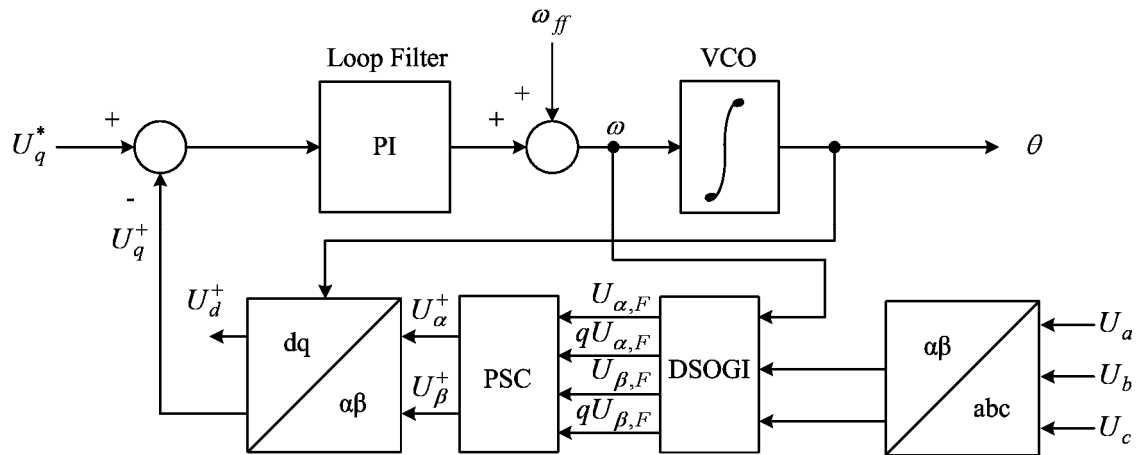 ω_ff
Loop Filter
VCO
+
+
ω
U_q^*
+
PI
θ
-
U_q^+
U_d^+
U_α^+
U_α,F
dq
qU_α,F
αβ
U_a
PSC
DSOGI
U_β^+
U_β,F
U_b
αβ
qU_β,F
abc
U_c